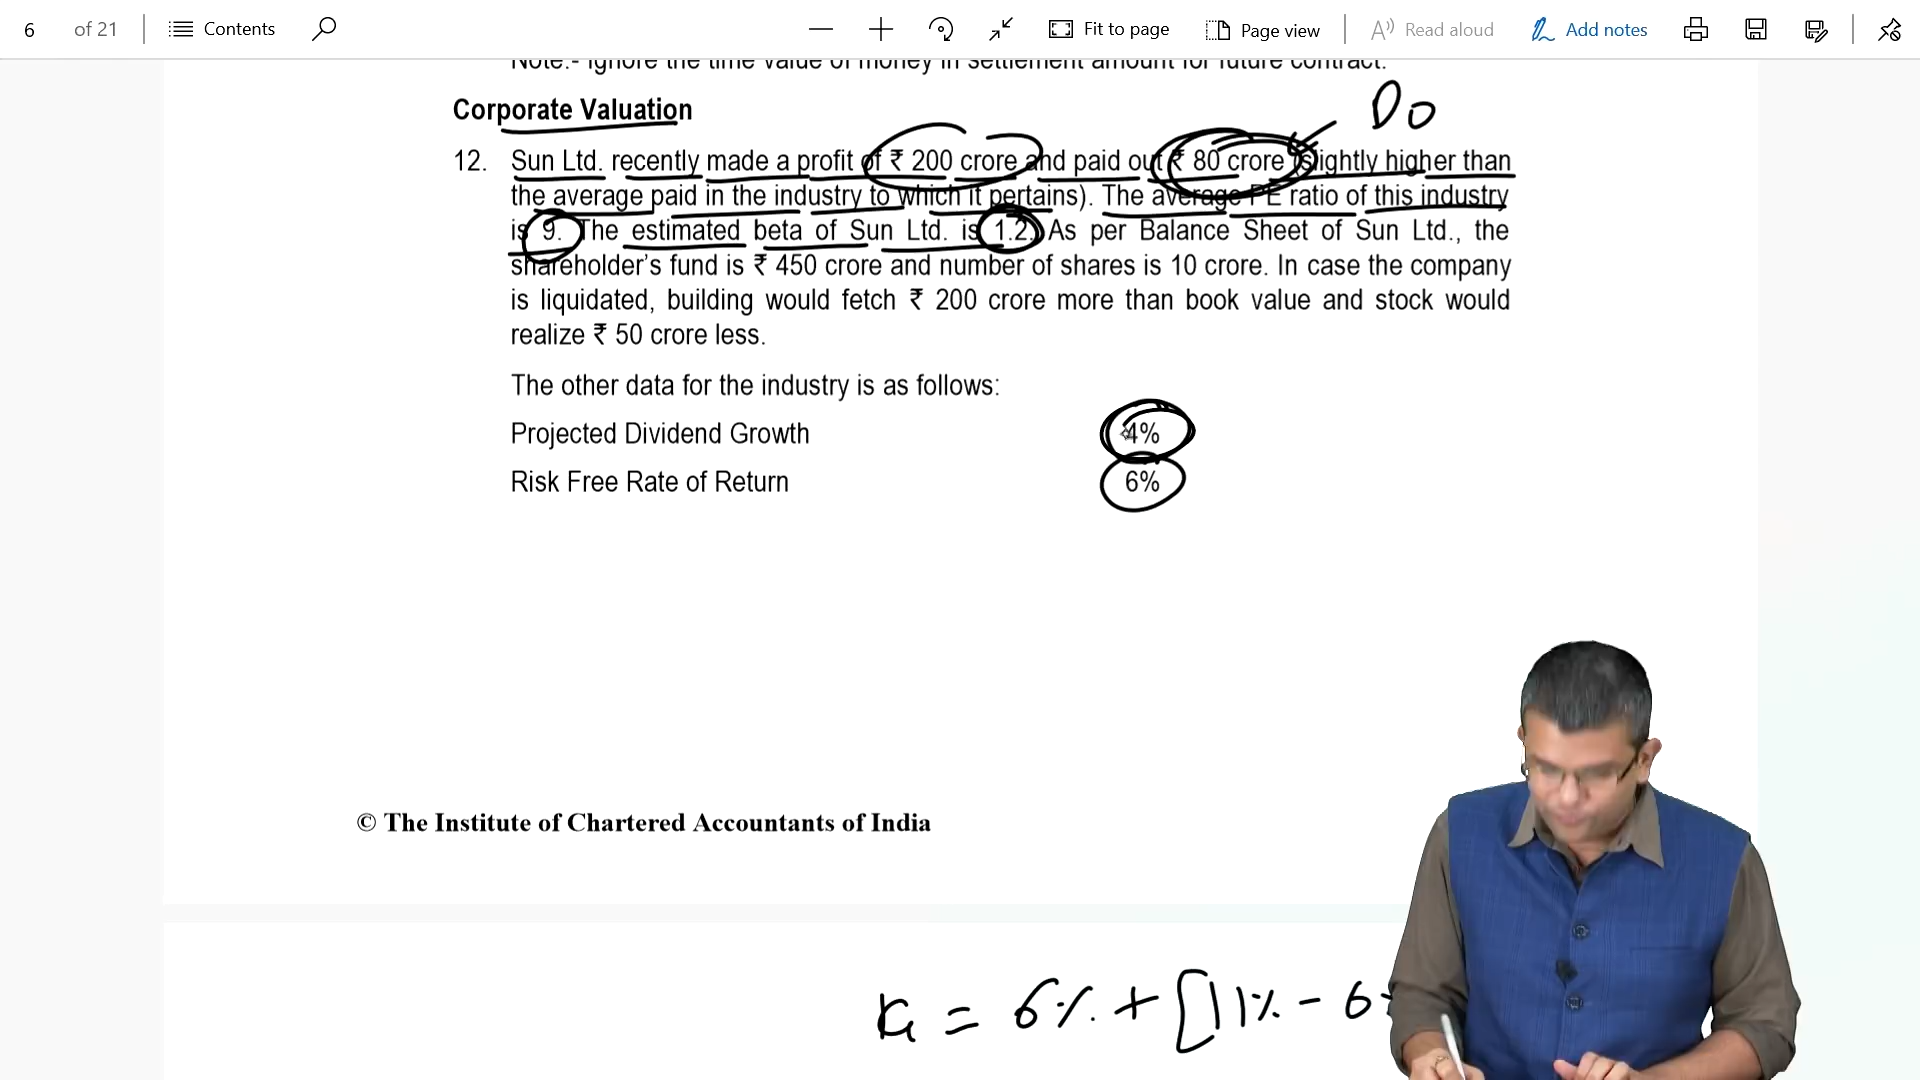 6 of 21 Contents Fit to page Page view Read aloud Add notes
Note:- Ignore the time value of money in settlement amount for future contract.
Corporate Valuation
D0
12. Sun Ltd. recently made a profit of ₹ 200 crore and paid out ₹ 80 crore (slightly higher than
the average paid in the industry to which it pertains). The average PE ratio of this industry
is 9. The estimated beta of Sun Ltd. is 1.2. As per Balance Sheet of Sun Ltd., the
shareholder's fund is ₹ 450 crore and number of shares is 10 crore. In case the company
is liquidated, building would fetch ₹ 200 crore more than book value and stock would
realize ₹ 50 crore less.
The other data for the industry is as follows:
Projected Dividend Growth 4%
Risk Free Rate of Return 6%
© The Institute of Chartered Accountants of India
= 6% + [11% - 6